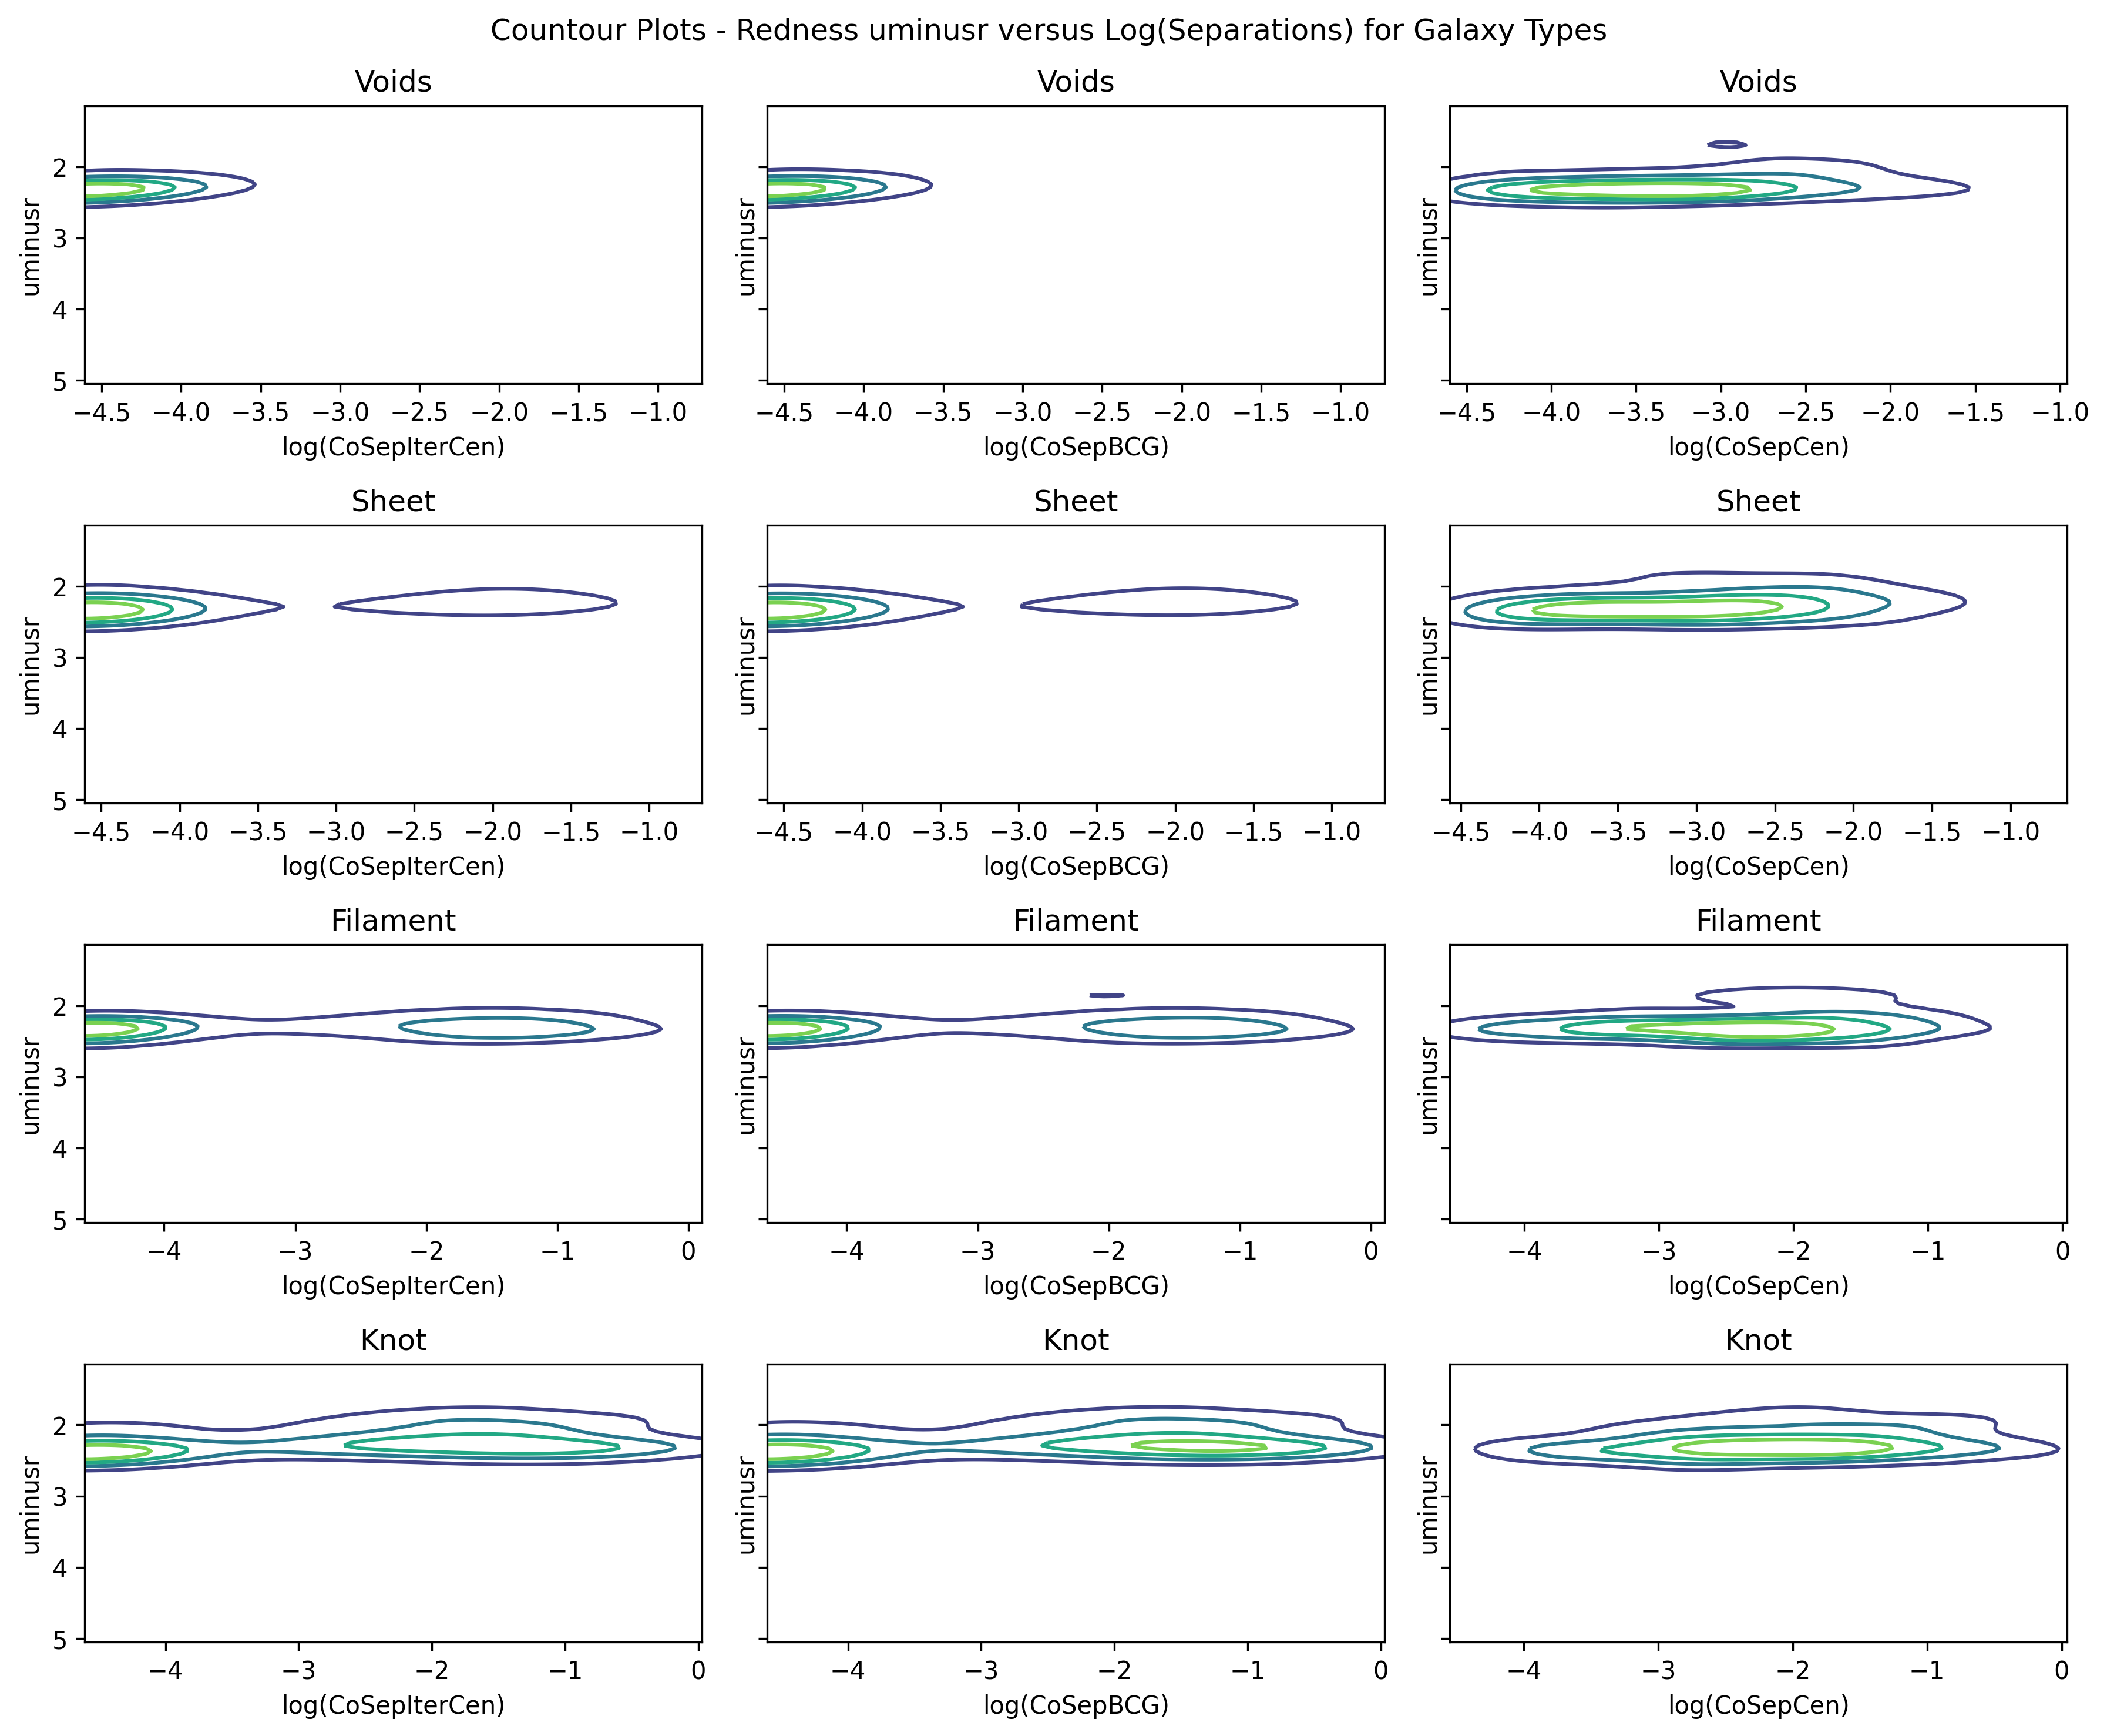 Countour Plots - Redness uminusr versus Log(Separations) for Galaxy Types
Voids
Voids
Voids
uminusr
2
3
4
5
−4.5 −4.0 −3.5 −3.0 −2.5 −2.0 −1.5 −1.0
log(CoSepIterCen)
uminusr
−4.5 −4.0 −3.5 −3.0 −2.5 −2.0 −1.5 −1.0
log(CoSepBCG)
uminusr
−4.5 −4.0 −3.5 −3.0 −2.5 −2.0 −1.5 −1.0
log(CoSepCen)
Sheet
Sheet
Sheet
uminusr
2
3
4
5
−4.5 −4.0 −3.5 −3.0 −2.5 −2.0 −1.5 −1.0
log(CoSepIterCen)
uminusr
−4.5 −4.0 −3.5 −3.0 −2.5 −2.0 −1.5 −1.0
log(CoSepBCG)
uminusr
−4.5 −4.0 −3.5 −3.0 −2.5 −2.0 −1.5 −1.0
log(CoSepCen)
Filament
Filament
Filament
uminusr
2
3
4
5
−4 −3 −2 −1 0
log(CoSepIterCen)
uminusr
−4 −3 −2 −1 0
log(CoSepBCG)
uminusr
−4 −3 −2 −1 0
log(CoSepCen)
Knot
Knot
Knot
uminusr
2
3
4
5
−4 −3 −2 −1 0
log(CoSepIterCen)
uminusr
−4 −3 −2 −1 0
log(CoSepBCG)
uminusr
−4 −3 −2 −1 0
log(CoSepCen)